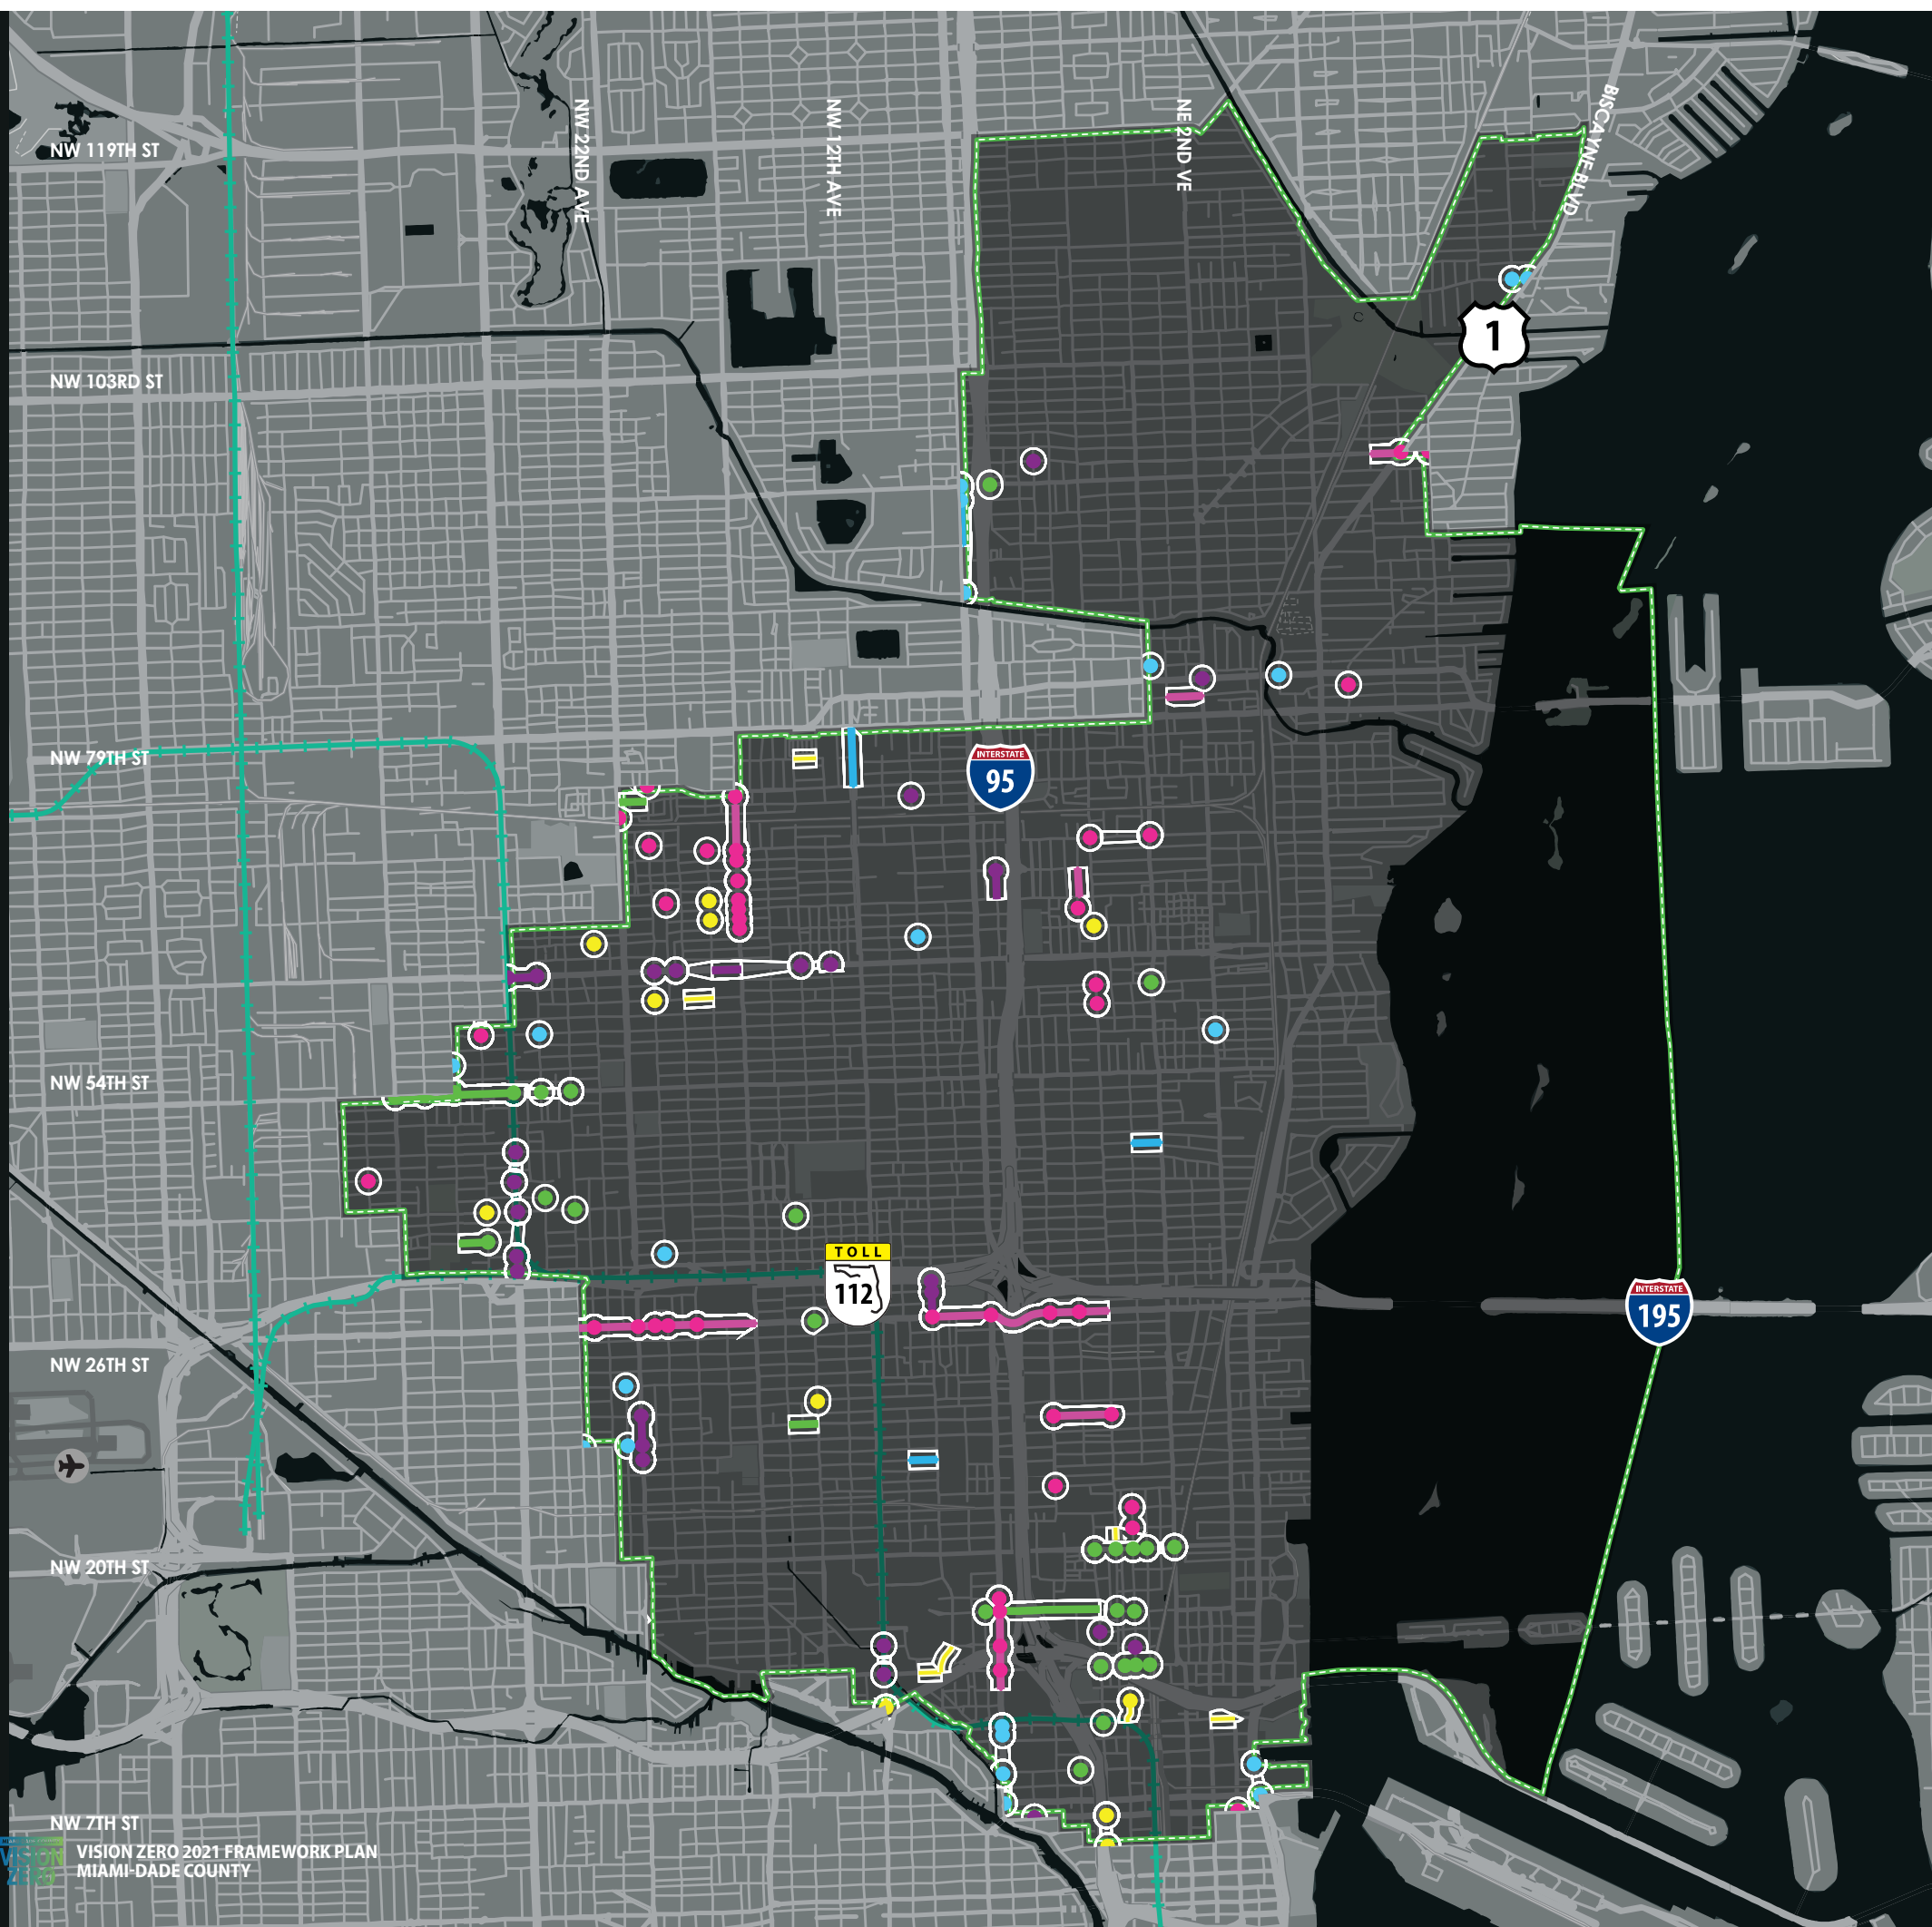 BISCAYNE BLVD
NW 22ND AVE
NW 12TH AVE
NE 2ND VE
NW 119TH ST
1
NW 103RD ST
NW 79TH ST
INTERSTATE
95
NW 54TH ST
TOLL
112
INTERSTATE
195
NW 26TH ST
NW 20TH ST
NW 7TH ST
VISION
ZERO
VISION ZERO 2021 FRAMEWORK PLAN
MIAMI-DADE COUNTY